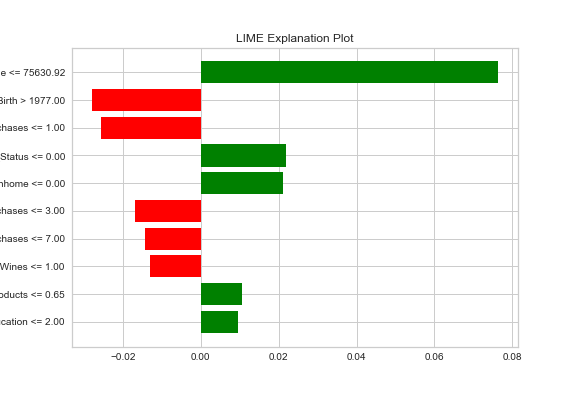 LIME Explanation Plot
e <= 75630.92
Birth > 1977.00
chases <= 1.00
Status <= 0.00
nhome <= 0.00
chases <= 3.00
chases <= 7.00
Wines <= 1.00
oducts <= 0.65
cation <= 2.00
−0.02 0.00 0.02 0.04 0.06 0.08